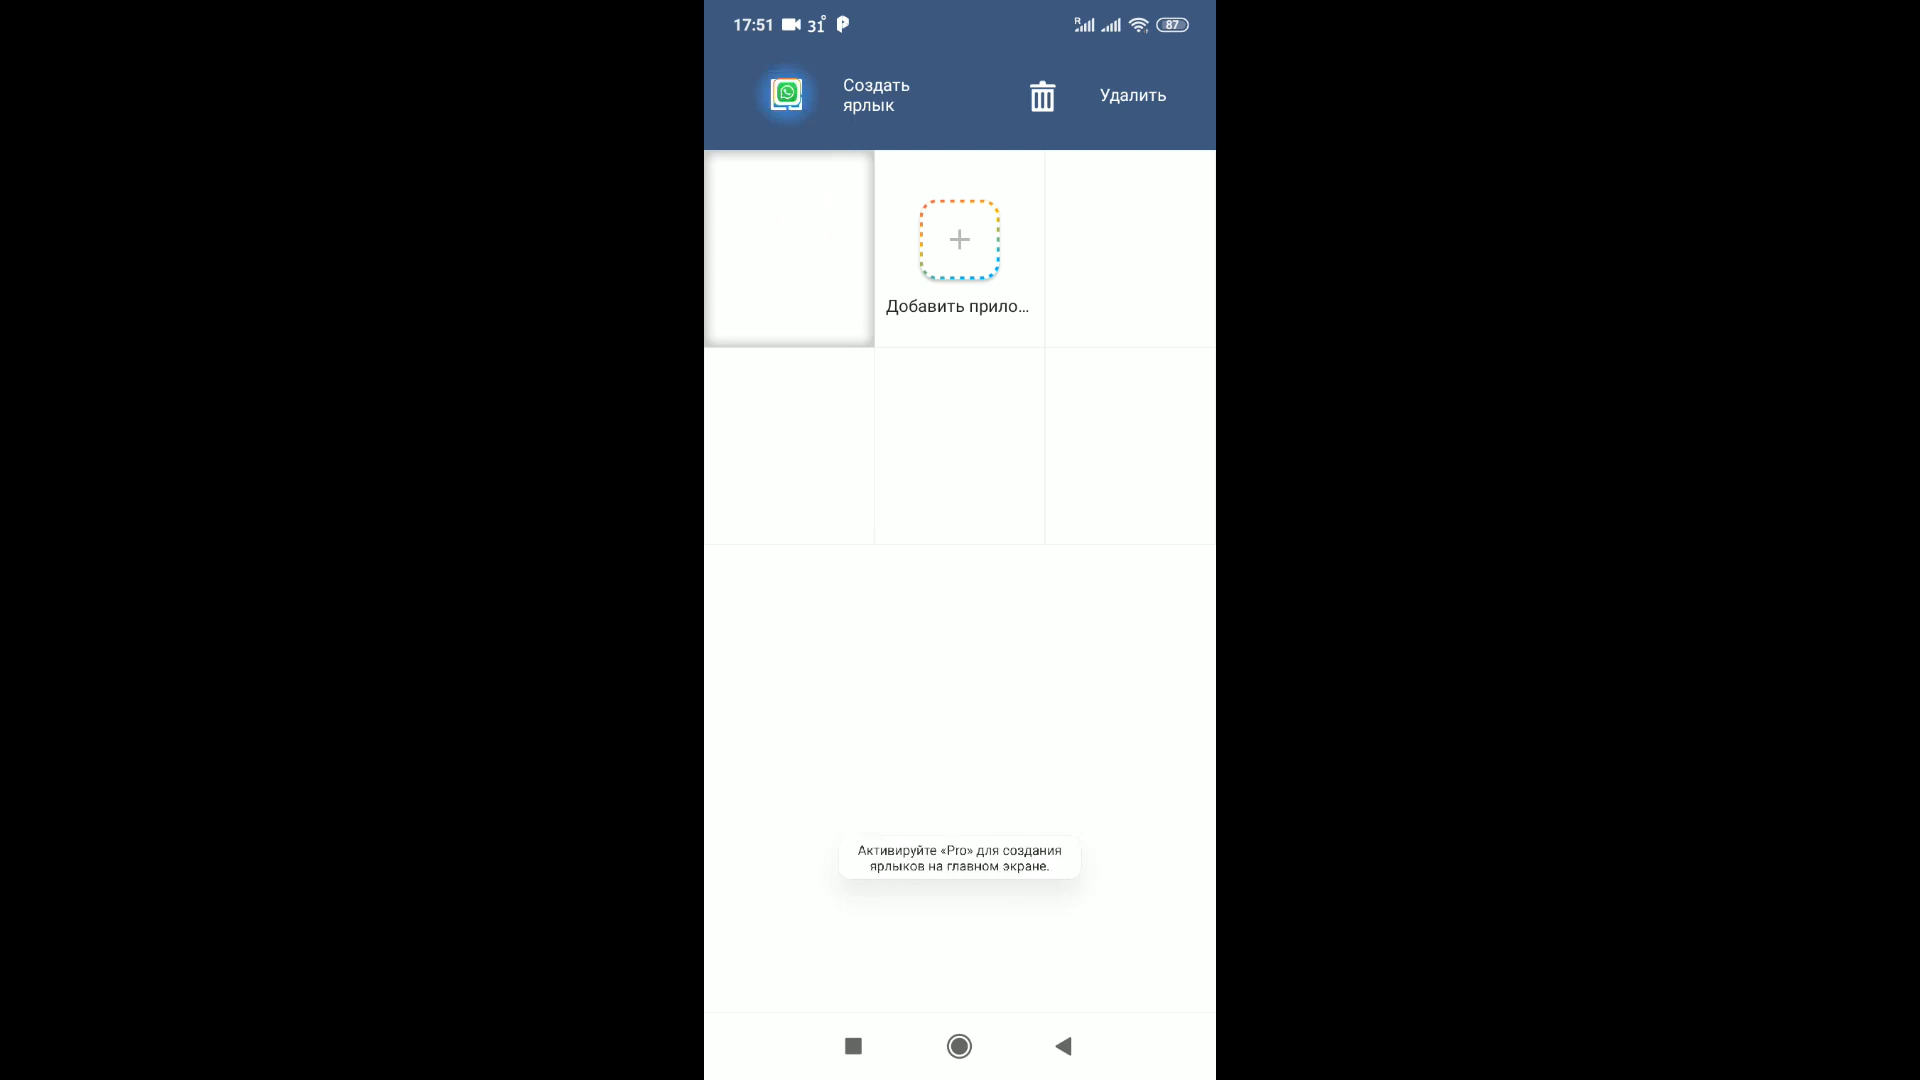 17:51 31° 87
Создать
ярлык
Удалить
Добавить прило...
Активируйте «Pro» для создания
ярлыков на главном экране.